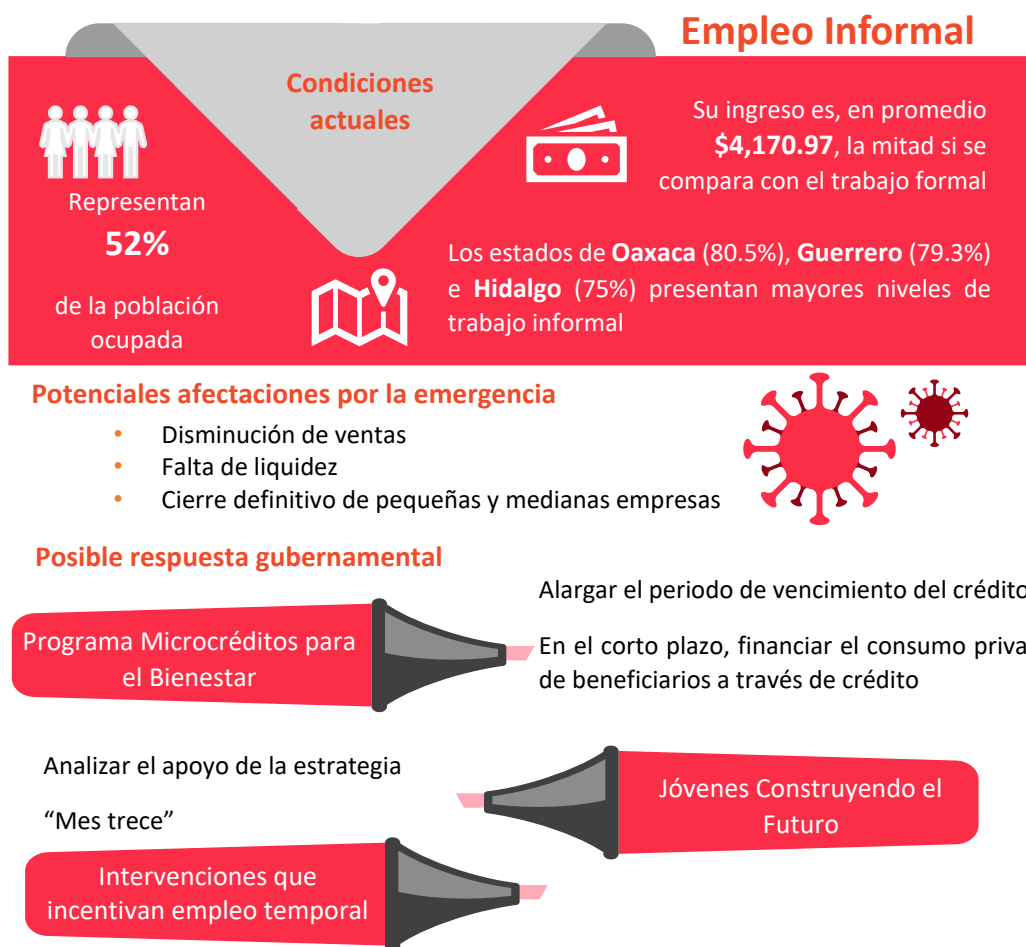 Empleo Informal
Condiciones
actuales
Representan
52%
de la población
ocupada
Su ingreso es, en promedio
$4,170.97, la mitad si se
compara con el trabajo formal
Los estados de Oaxaca (80.5%), Guerrero (79.3%)
e Hidalgo (75%) presentan mayores niveles de
trabajo informal
Potenciales afectaciones por la emergencia
• Disminución de ventas
• Falta de liquidez
• Cierre definitivo de pequeñas y medianas empresas
Posible respuesta gubernamental
Programa Microcréditos para
el Bienestar
Alargar el periodo de vencimiento del crédito
En el corto plazo, financiar el consumo priva
de beneficiarios a través de crédito
Analizar el apoyo de la estrategia
“Mes trece”
Jóvenes Construyendo el
Futuro
Intervenciones que
incentivan empleo temporal